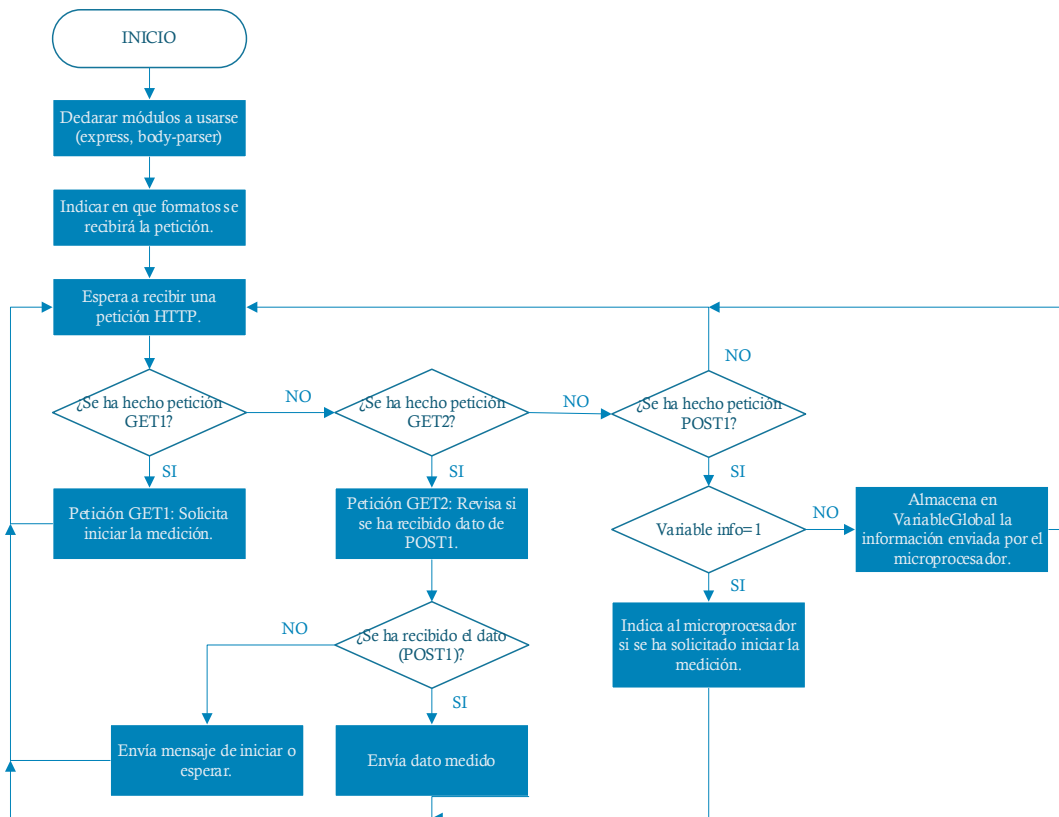 INICIO
Declarar módulos a usarse
(express, body-parser)
Indicar en que formatos se
recibirá la petición.
Espera a recibir una
petición HTTP.
¿Se ha hecho petición
GET1?
NO
¿Se ha hecho petición
GET2?
NO
¿Se ha hecho petición
POST1?
NO
SI
SI
SI
Petición GET1: Solicita
iniciar la medición.
Petición GET2: Revisa si
se ha recibido dato de
POST1.
Variable info=1
NO
Almacena en
VariableGlobal la
información enviada por el
microprocesador.
SI
Indica al microprocesador
si se ha solicitado iniciar la
medición.
¿Se ha recibido el dato
(POST1)?
NO
SI
Envía mensaje de iniciar o
esperar.
Envía dato medido